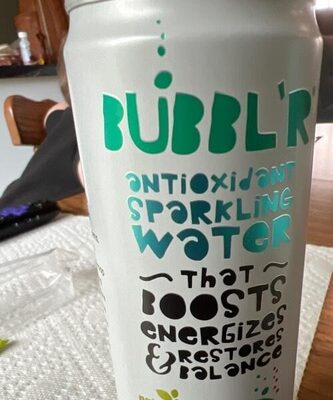 BUBBL'R
antioxidant
SPARKLING
water
~ that ~
BOOSTS
energizes
& RESTORES
BALANCE